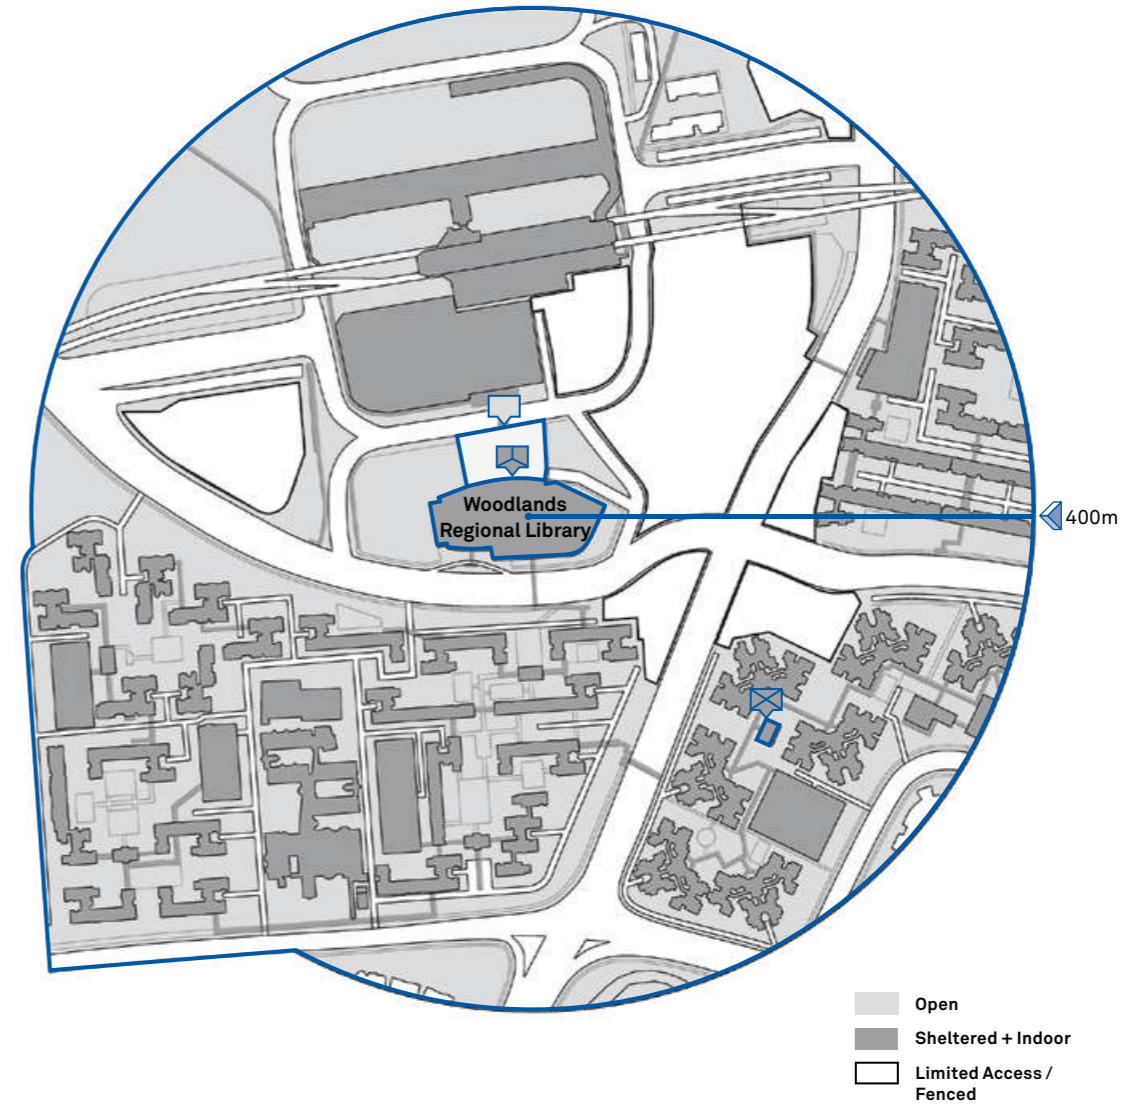 Woodlands
Regional Library
400m
Open
Sheltered + Indoor
Limited Access /
Fenced